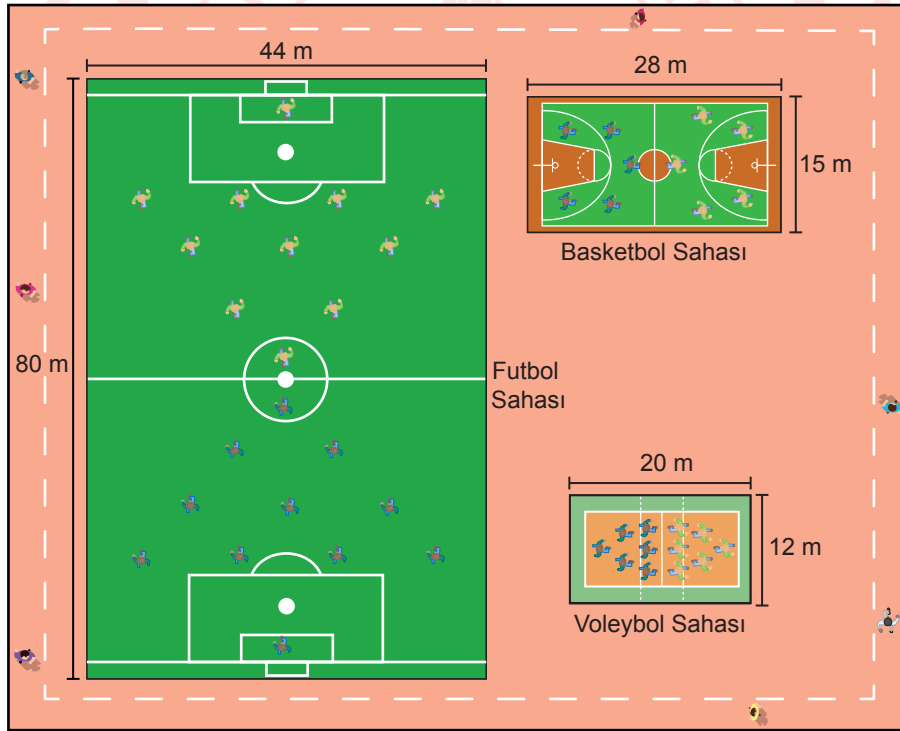 44 m
28 m
15 m
Basketbol Sahası
80 m
Futbol
Sahası
20 m
12 m
Voleybol Sahası